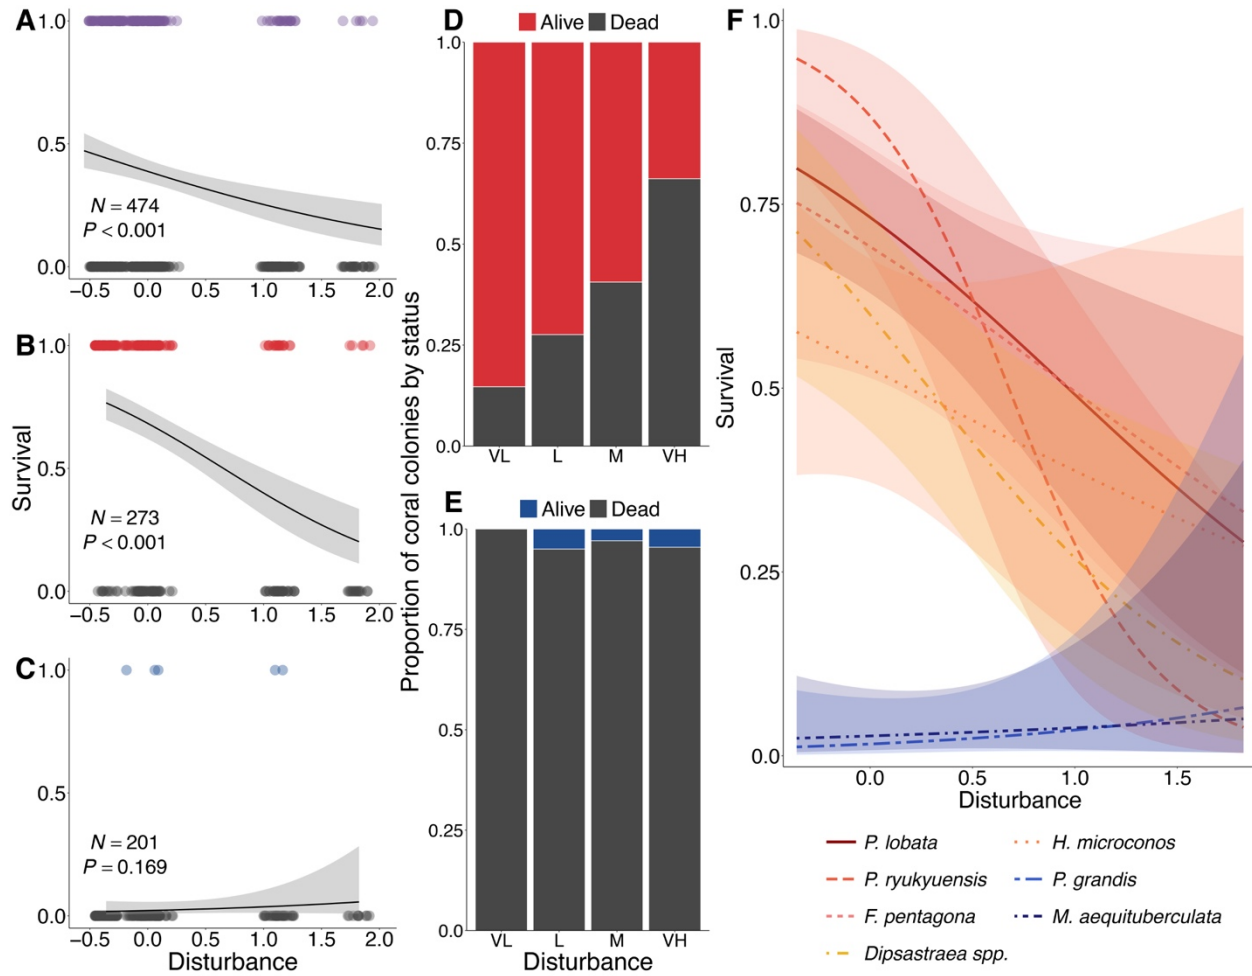 A
1.0
0.5
0.0
N = 474
P < 0.001
−0.5 0.0 0.5 1.0 1.5 2.0
B
1.0
0.5
0.0
N = 273
P < 0.001
−0.5 0.0 0.5 1.0 1.5 2.0
Survival
C
1.0
0.5
0.0
N = 201
P = 0.169
−0.5 0.0 0.5 1.0 1.5 2.0
Disturbance
Proportion of coral colonies by status
D
Alive Dead
1.0
0.75
0.5
0.25
0.0
VL L M VH
E
Alive Dead
1.0
0.75
0.5
0.25
0.0
VL L M VH
Disturbance
F
1.0
0.75
0.5
0.25
0.0
Survival
0.0 0.5 1.0 1.5
Disturbance
P. lobata
P. ryukyuensis
F. pentagona
Dipsastraea spp.
H. microconos
P. grandis
M. aequituberculata